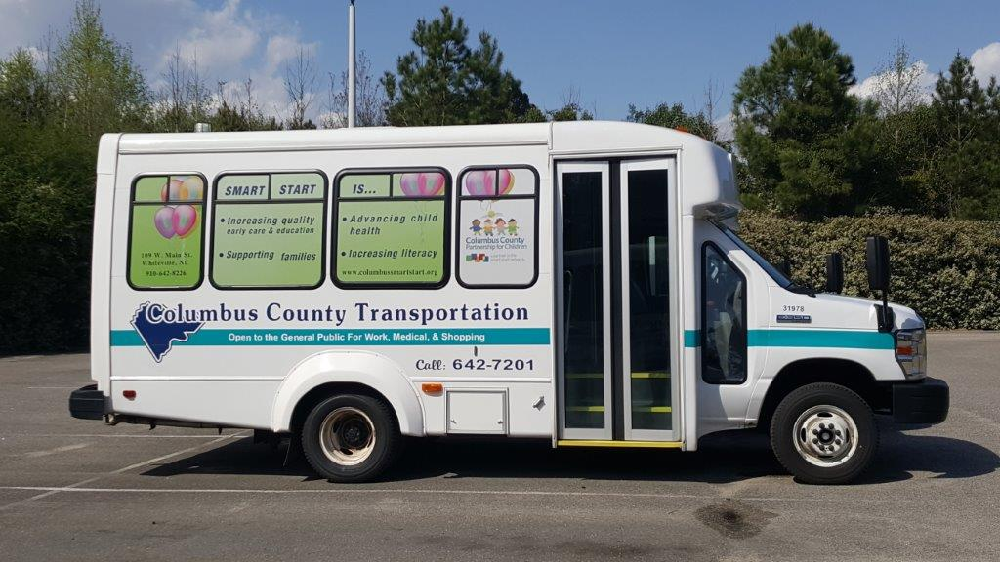 109 W. Main St.
Whiteville, NC
910-642-8226
SMART START
• Increasing quality
early care & education
• Supporting families
IS...
• Advancing child
health
• Increasing literacy
www.columbussmartstart.org
Columbus County
Partnership for Children
Columbus County Transportation
Open to the General Public For Work, Medical, & Shopping
Call: 642-7201
31978